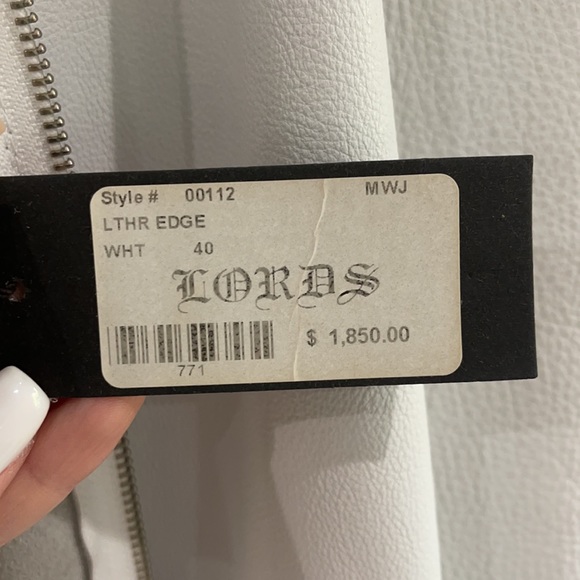 Style # 00112 MWJ
LTHR EDGE
WHT 40
LORDS
$ 1,850.00
771